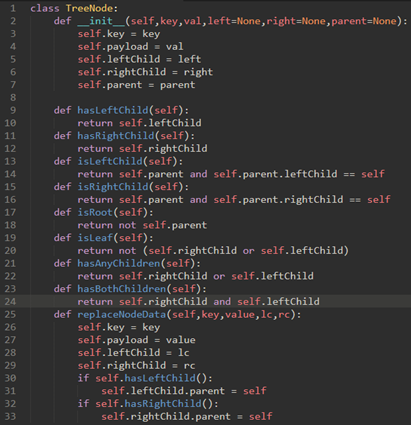 1 class TreeNode:
2     def __init__(self,key,val,left=None,right=None,parent=None):
3         self.key = key
4         self.payload = val
5         self.leftChild = left
6         self.rightChild = right
7         self.parent = parent
8
9     def hasLeftChild(self):
10         return self.leftChild
11     def hasRightChild(self):
12         return self.rightChild
13     def isLeftChild(self):
14         return self.parent and self.parent.leftChild == self
15     def isRightChild(self):
16         return self.parent and self.parent.rightChild == self
17     def isRoot(self):
18         return not self.parent
19     def isLeaf(self):
20         return not (self.rightChild or self.leftChild)
21     def hasAnyChildren(self):
22         return self.rightChild or self.leftChild
23     def hasBothChildren(self):
24         return self.rightChild and self.leftChild
25     def replaceNodeData(self,key,value,lc,rc):
26         self.key = key
27         self.payload = value
28         self.leftChild = lc
29         self.rightChild = rc
30         if self.hasLeftChild():
31             self.leftChild.parent = self
32         if self.hasRightChild():
33             self.rightChild.parent = self